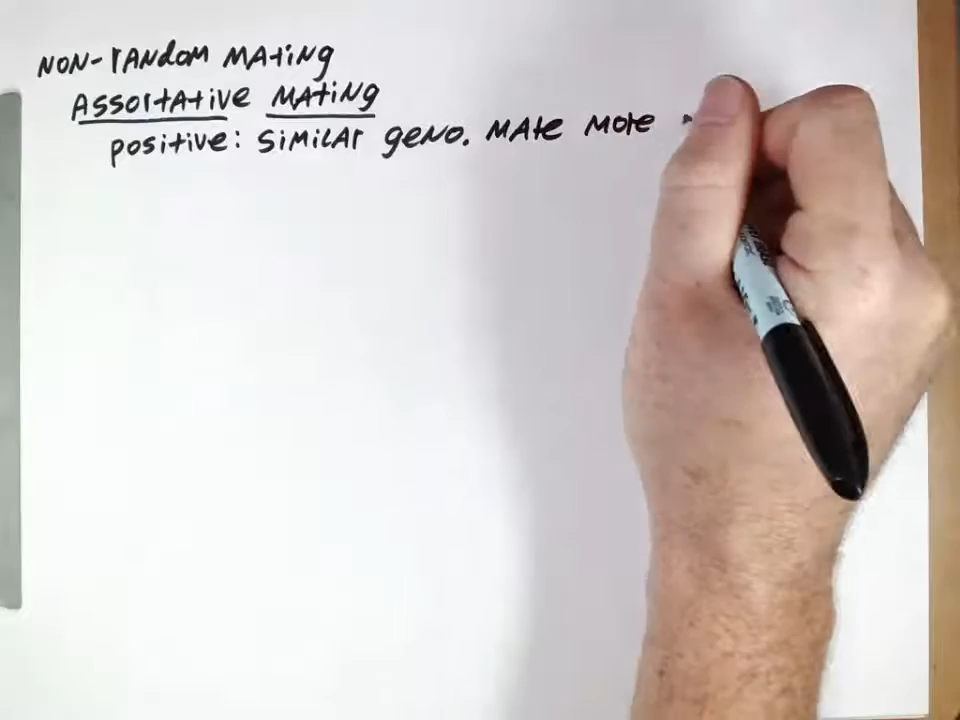 NON-rANdom MAtiNg
ASSortAtive MAtiNg
positive: SiMiLAr geNo. MAte More